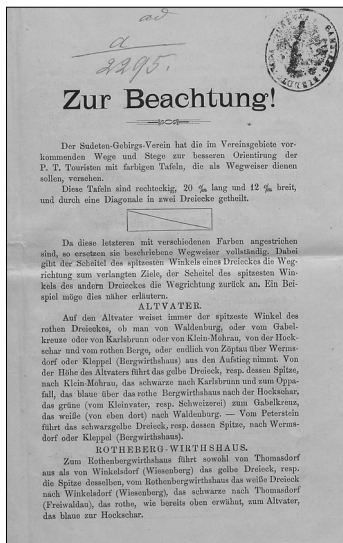 ad
a
2295.
Zur Beachtung!
Der Sudeten-Gebirgs-Verein hat die im Vereinsgebiete vor-
kommenden Wege und Stege zur besseren Orientirung der
P. T. Touristen mit farbigen Tafeln, die als Wegweiser dienen
sollen, versehen.
Diese Tafeln sind rechteckig, 20 c/m lang und 12 c/m breit,
und durch eine Diagonale in zwei Dreiecke getheilt.
Da diese letzteren mit verschiedenen Farben angestrichen
sind, so ersetzen sie beschriebene Wegweiser vollständig. Dabei
gibt der Scheitel des spitzesten Winkels eines Dreieckes die Weg-
richtung zum verlangten Ziele, der Scheitel des spitzesten Win-
kels des andern Dreieckes die Wegrichtung zurück an. Ein Bei-
spiel möge dies näher erläutern.
ALTVATER.
Auf den Altvater weist immer der spitzeste Winkel des
rothen Dreieckes, ob man von Waldenburg, oder vom Gabel-
kreuze oder von Karlsbrunn oder von Klein-Mohrau, von der Hock-
schar und vom rothen Berge, oder endlich von Zöptau über Werms-
dorf oder Kleppel (Bergwirthshaus) aus den Aufstieg nimmt. Von
der Höhe des Altvaters führt das gelbe Dreieck, resp. dessen Spitze,
nach Klein-Mohrau, das schwarze nach Karlsbrunn und zum Oppa-
fall, das blaue über das rothe Bergwirthshaus nach der Hockschar,
das grüne (vom Kleinvater, resp. Schweizerei) zum Gabelkreuz,
das weiße (von eben dort) nach Waldenburg. — Vom Peterstein
führt das schwarzgelbe Dreieck, resp. dessen Spitze, nach Werms-
dorf oder Kleppel (Bergwirthshaus).
ROTHEBERG-WIRTHSHAUS.
Zum Rothenbergwirthshaus führt sowohl von Thomasdorf
aus als von Winkelsdorf (Wiesenberg) das gelbe Dreieck, resp.
die Spitze desselben, vom Rothenbergwirthshaus das weiße Dreieck
nach Winkelsdorf (Wiesenberg), das schwarze nach Thomasdorf
(Freiwaldau), das rothe, wie bereits oben erwähnt, zum Altvater,
das blaue zur Hockschar.